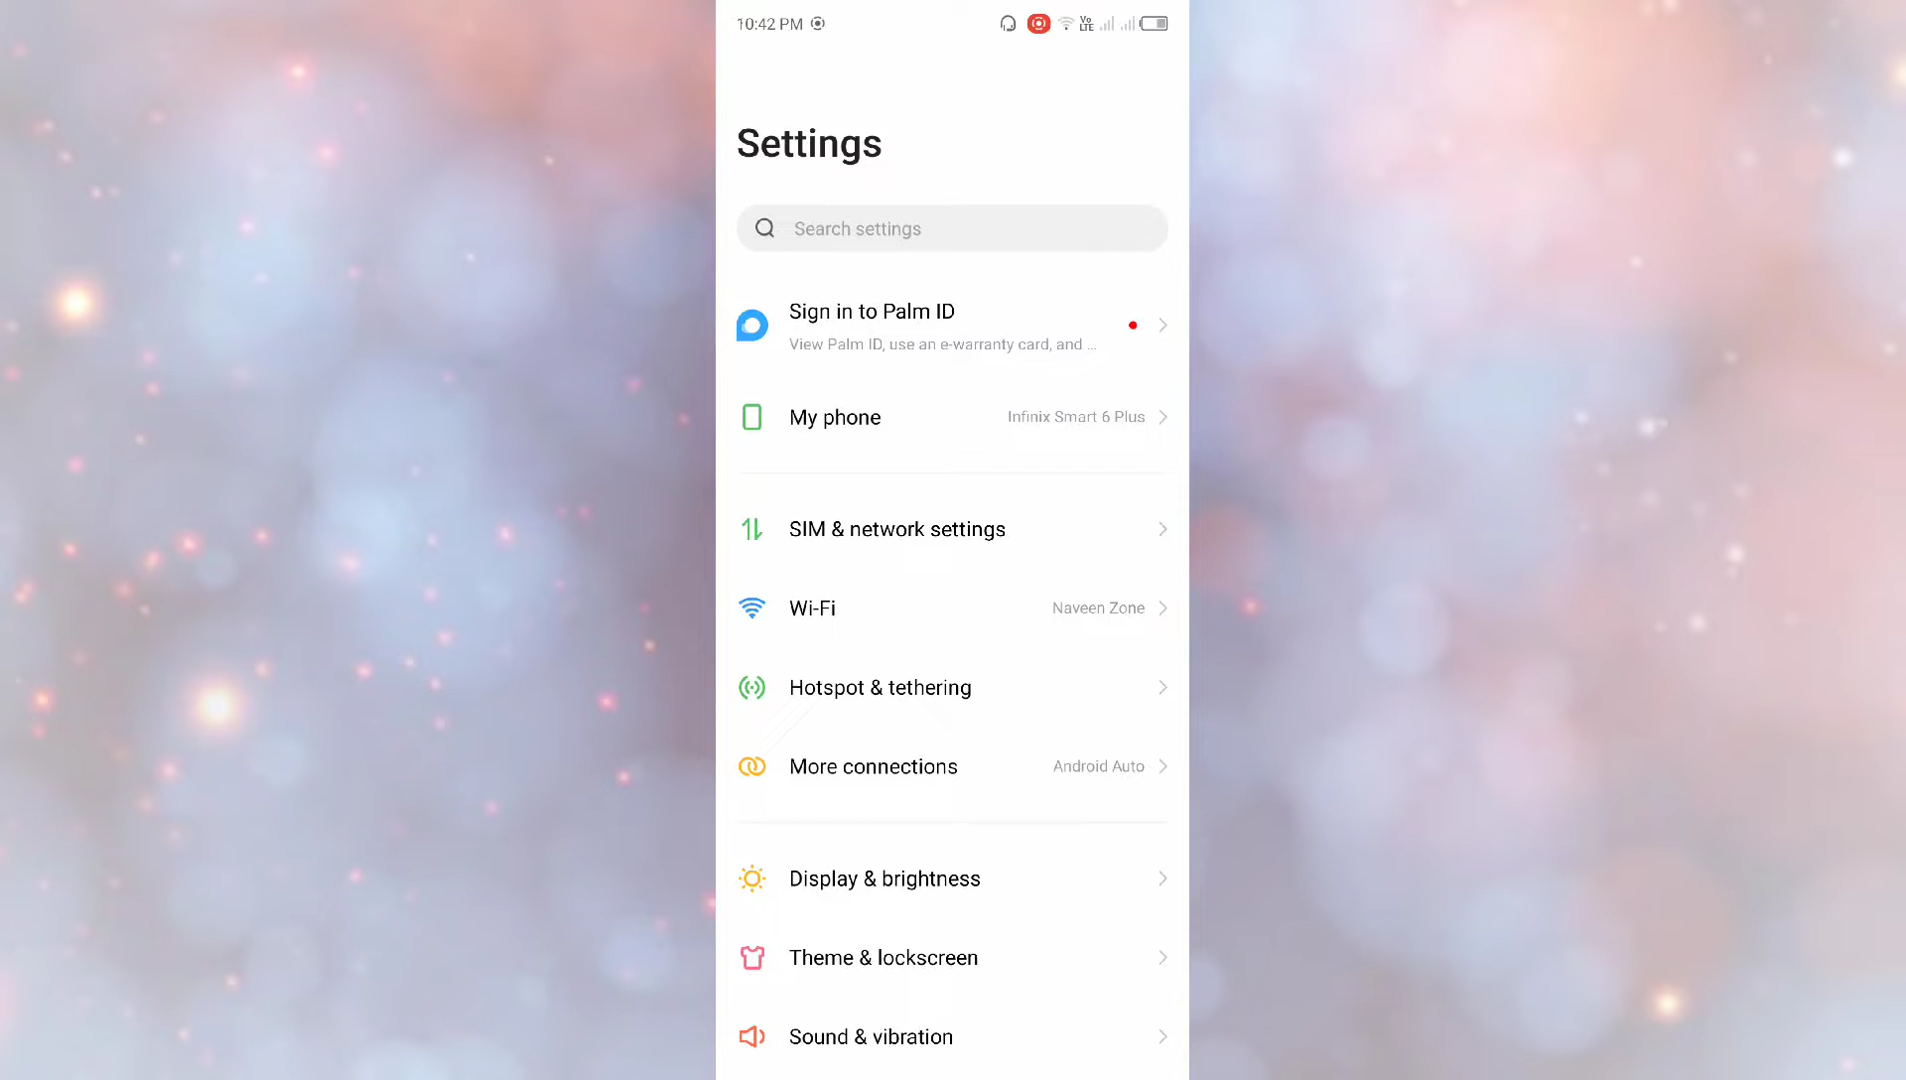 10:42 PM
Vo
LTE
Settings
Search settings
Sign in to Palm ID
View Palm ID, use an e-warranty card, and ...
My phone
Infinix Smart 6 Plus
SIM & network settings
Wi-Fi
Naveen Zone
Hotspot & tethering
More connections
Android Auto
Display & brightness
Theme & lockscreen
Sound & vibration